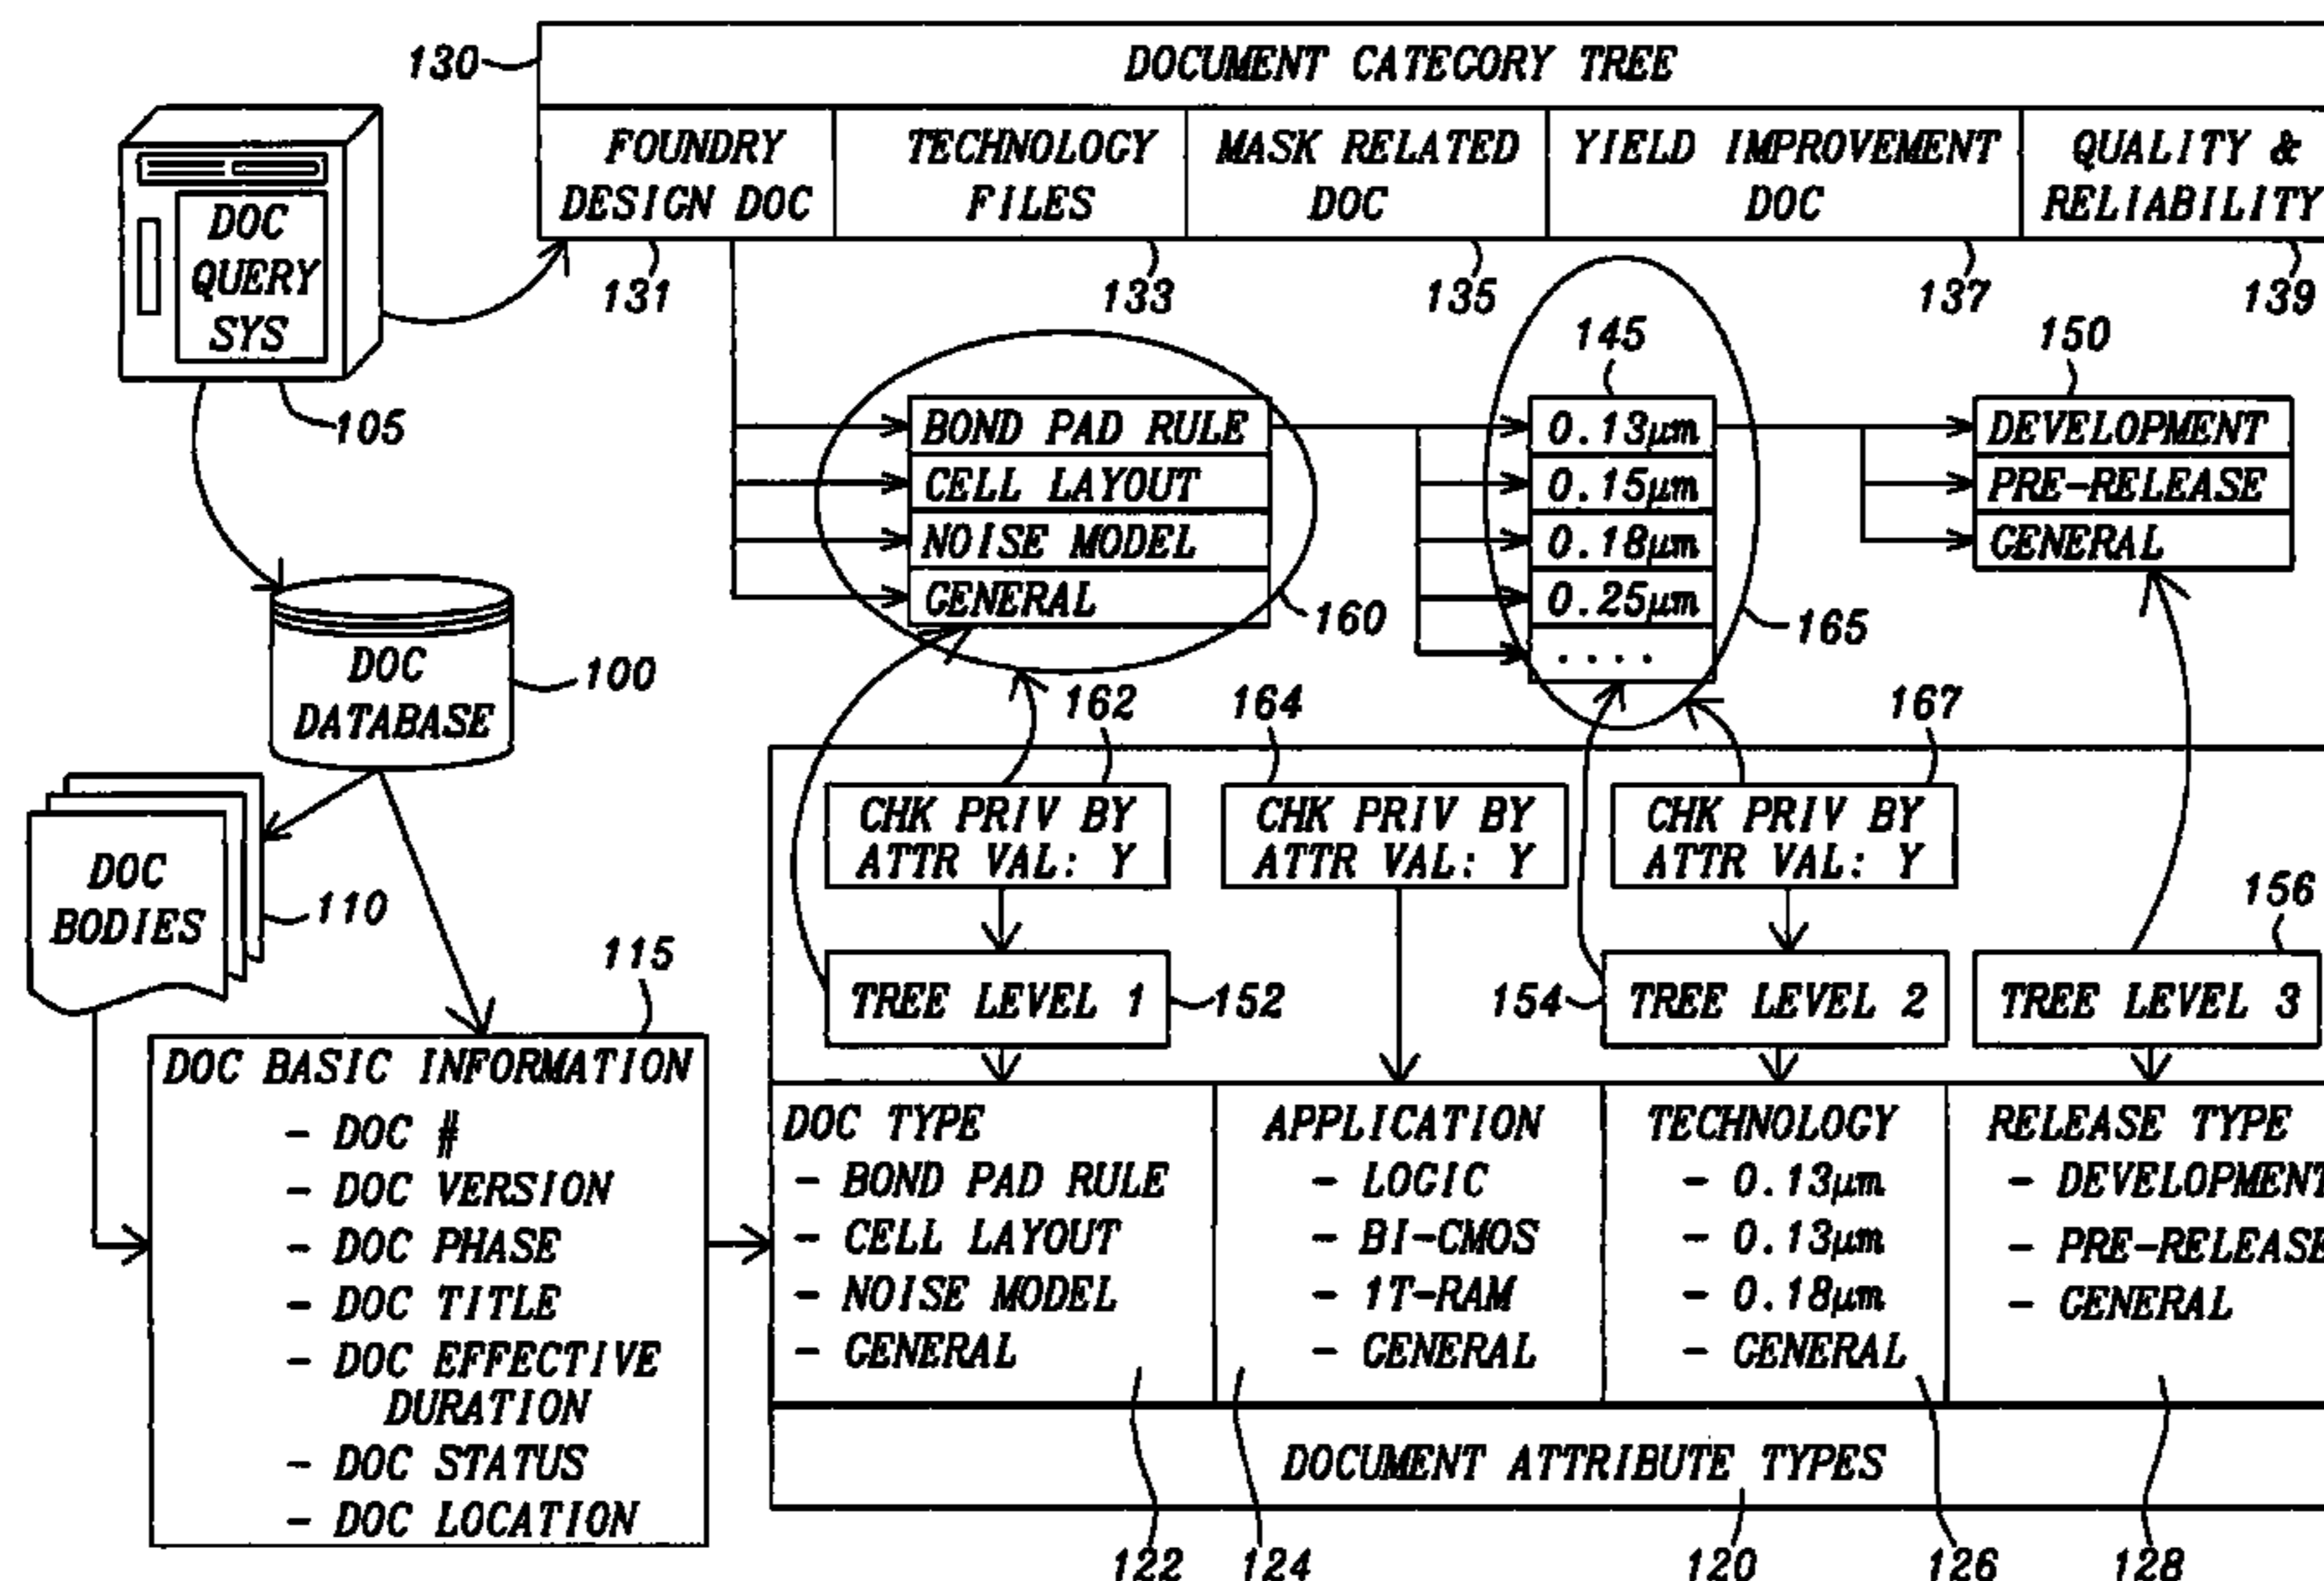 130
DOCUMENT CATEGORY TREE
FOUNDRY
DESIGN DOC
TECHNOLOGY
FILES
MASK RELATED
DOC
YIELD IMPROVEMENT
DOC
QUALITY &
RELIABILITY
131
133
135
137
139
DOC
QUERY
SYS
105
145
150
BOND PAD RULE
CELL LAYOUT
NOISE MODEL
GENERAL
160
0.13μm
0.15μm
0.18μm
0.25μm
....
165
DEVELOPMENT
PRE-RELEASE
GENERAL
DOC
DATABASE
100
162
164
167
CHK PRIV BY
ATTR VAL: Y
CHK PRIV BY
ATTR VAL: Y
CHK PRIV BY
ATTR VAL: Y
DOC
BODIES
110
115
156
TREE LEVEL 1
152
154
TREE LEVEL 2
TREE LEVEL 3
DOC BASIC INFORMATION
- DOC #
- DOC VERSION
- DOC PHASE
- DOC TITLE
- DOC EFFECTIVE
DURATION
- DOC STATUS
- DOC LOCATION
DOC TYPE
- BOND PAD RULE
- CELL LAYOUT
- NOISE MODEL
- GENERAL
APPLICATION
- LOGIC
- BI-CMOS
- 1T-RAM
- GENERAL
TECHNOLOGY
- 0.13μm
- 0.13μm
- 0.18μm
- GENERAL
RELEASE TYPE
- DEVELOPMENT
- PRE-RELEASE
- GENERAL
DOCUMENT ATTRIBUTE TYPES
122
124
120
126
128